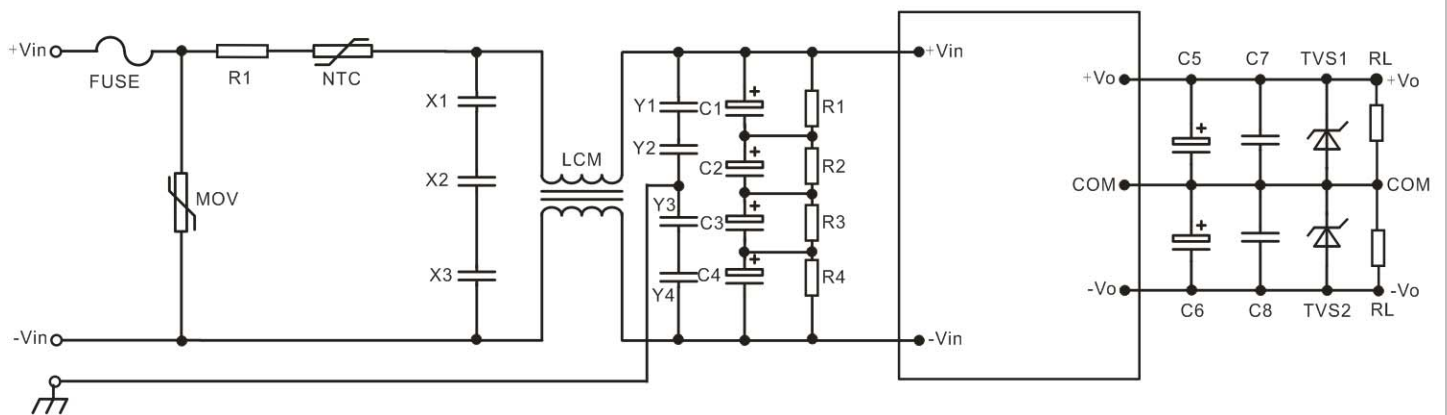 +Vin
FUSE
R1
NTC
MOV
X1
X2
X3
LCM
Y1
Y2
Y3
Y4
C1
+
C2
+
C3
+
C4
+
R1
R2
R3
R4
+Vin
-Vin
+Vo
COM
-Vo
C5
C7
TVS1
RL
+Vo
+
COM
+
C6
C8
TVS2
RL
-Vo
-Vin